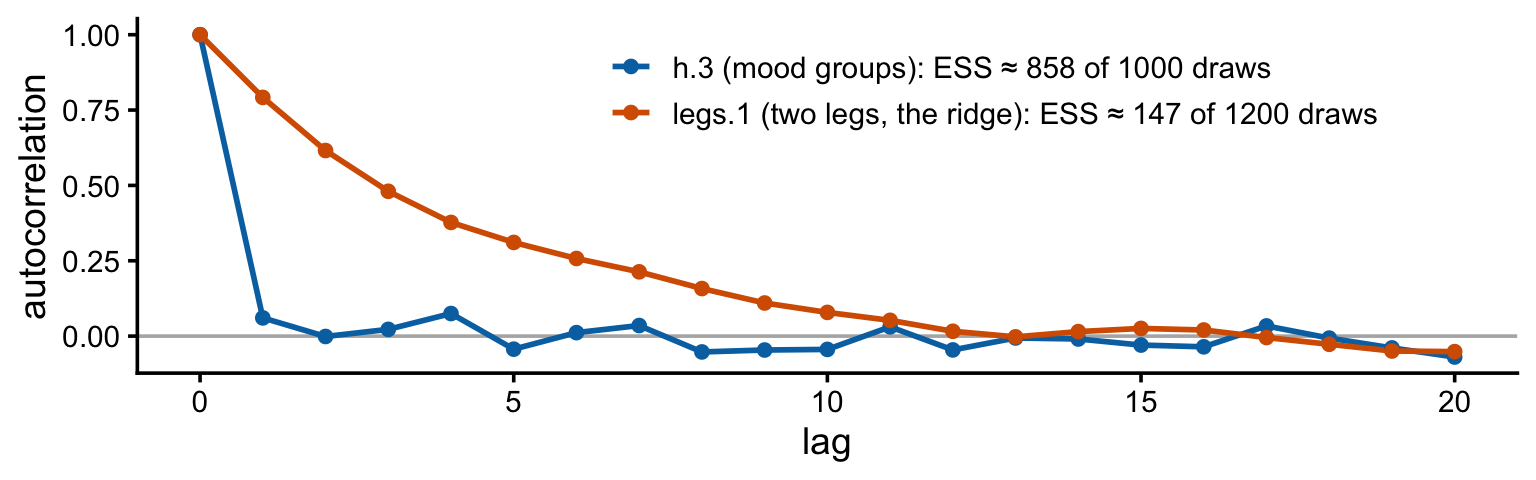 1.00
0.75
0.50
0.25
0.00
autocorrelation
h.3 (mood groups): ESS ≈ 858 of 1000 draws
legs.1 (two legs, the ridge): ESS ≈ 147 of 1200 draws
0 5 10 15 20
lag